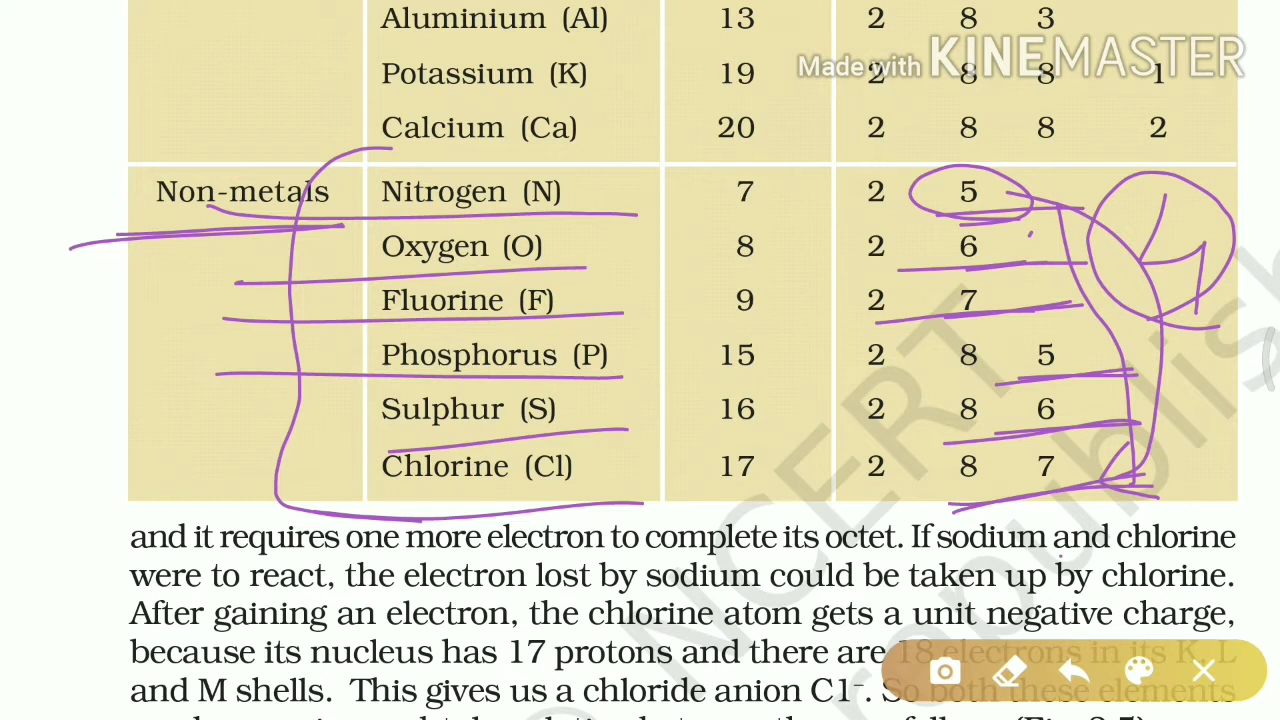 Aluminium (Al) 13 2 8 3
Made with KINEMASTER
Potassium (K) 19 2 8 8 1
Calcium (Ca) 20 2 8 8 2
Non-metals Nitrogen (N) 7 2 5
Oxygen (O) 8 2 6
Fluorine (F) 9 2 7
Phosphorus (P) 15 2 8 5
Sulphur (S) 16 2 8 6
Chlorine (Cl) 17 2 8 7
and it requires one more electron to complete its octet. If sodium and chlorine
were to react, the electron lost by sodium could be taken up by chlorine.
After gaining an electron, the chlorine atom gets a unit negative charge,
because its nucleus has 17 protons and there are 18 electrons in its K, L
and M shells. This gives us a chloride anion C1⁻. So both these elements
NCERT
republish